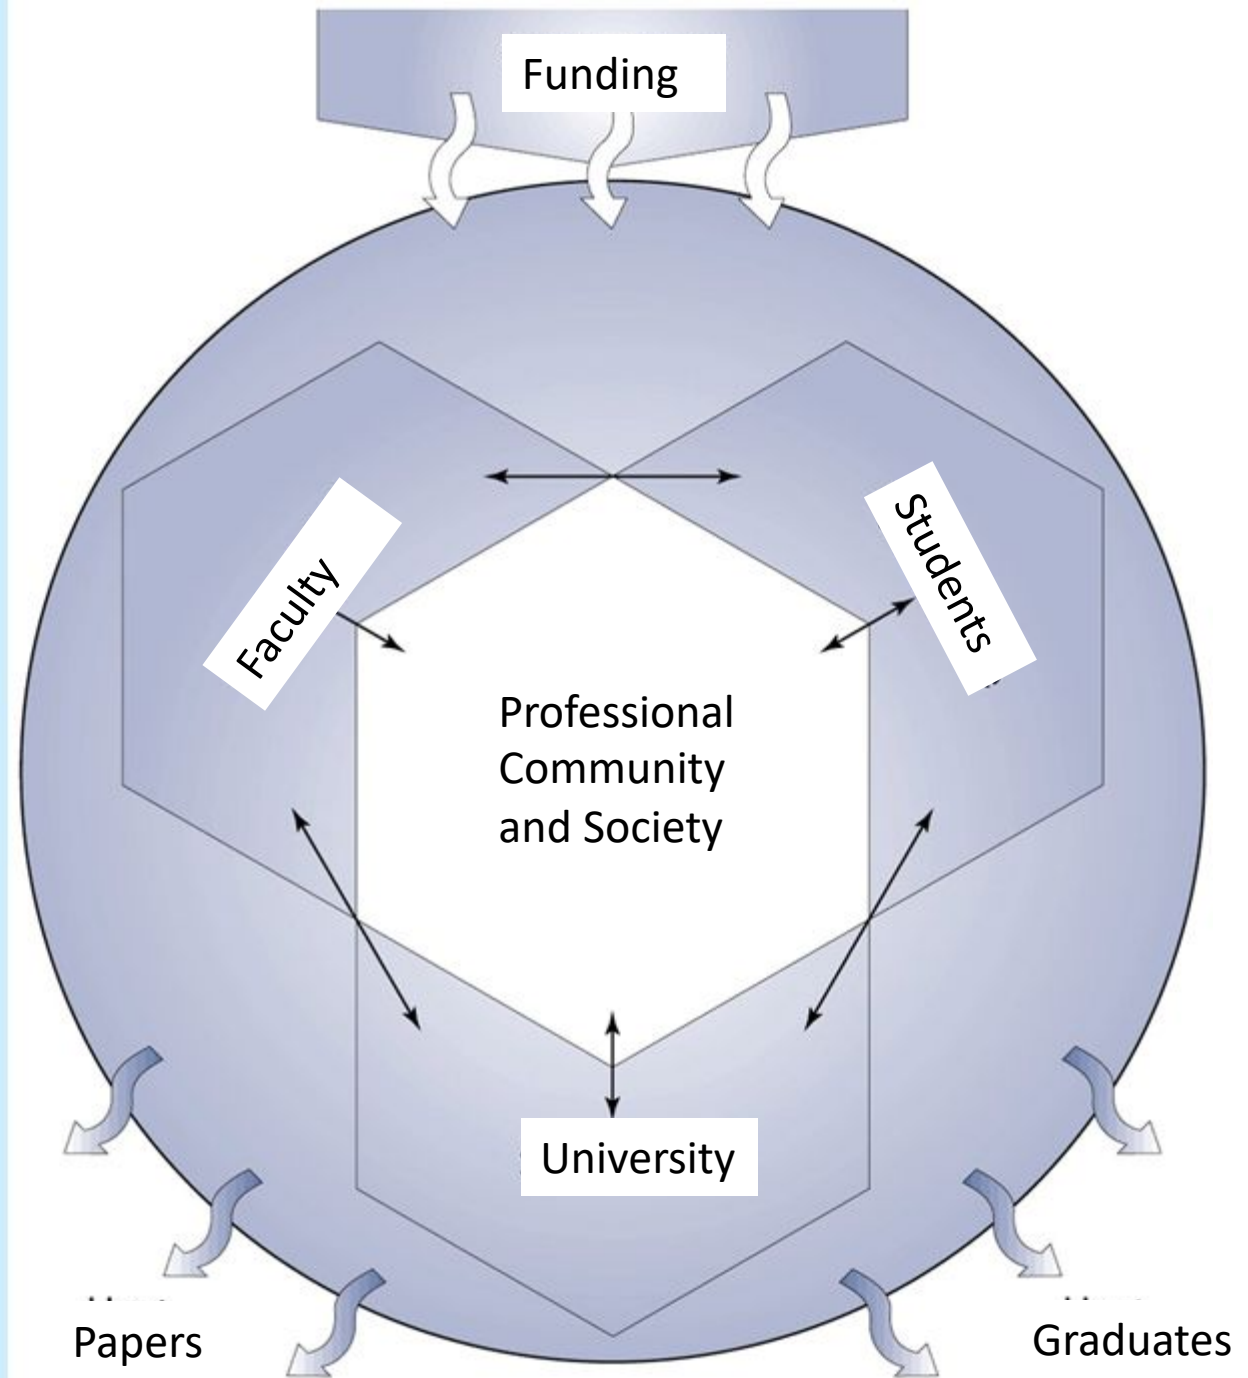 Funding
Faculty
Students
Professional
Community
and Society
University
Papers
Graduates